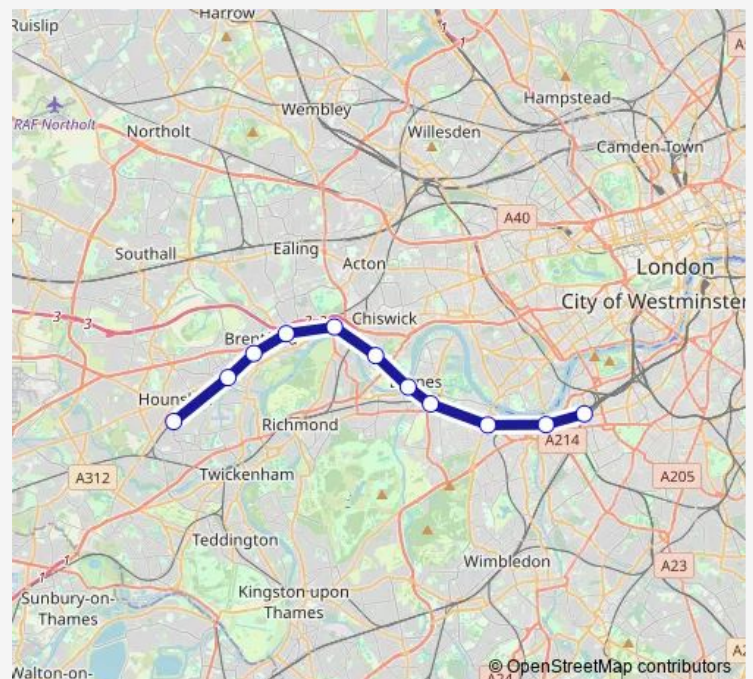 Harrow
Ruislip
A
Hampstead
Wembley
RAF Northolt
Northolt
Willesden
Camden Town
A40
Southall
Ealing
Acton
London
City of Westminster
3
3
Chiswick
Richmond
A214
A312
Twickenham
A205
Teddington
Wimbledon
A23
1
1
Sunbury-on-
Thames
Kingston upon
Thames
Walton-on-
© OpenStreetMap contributors